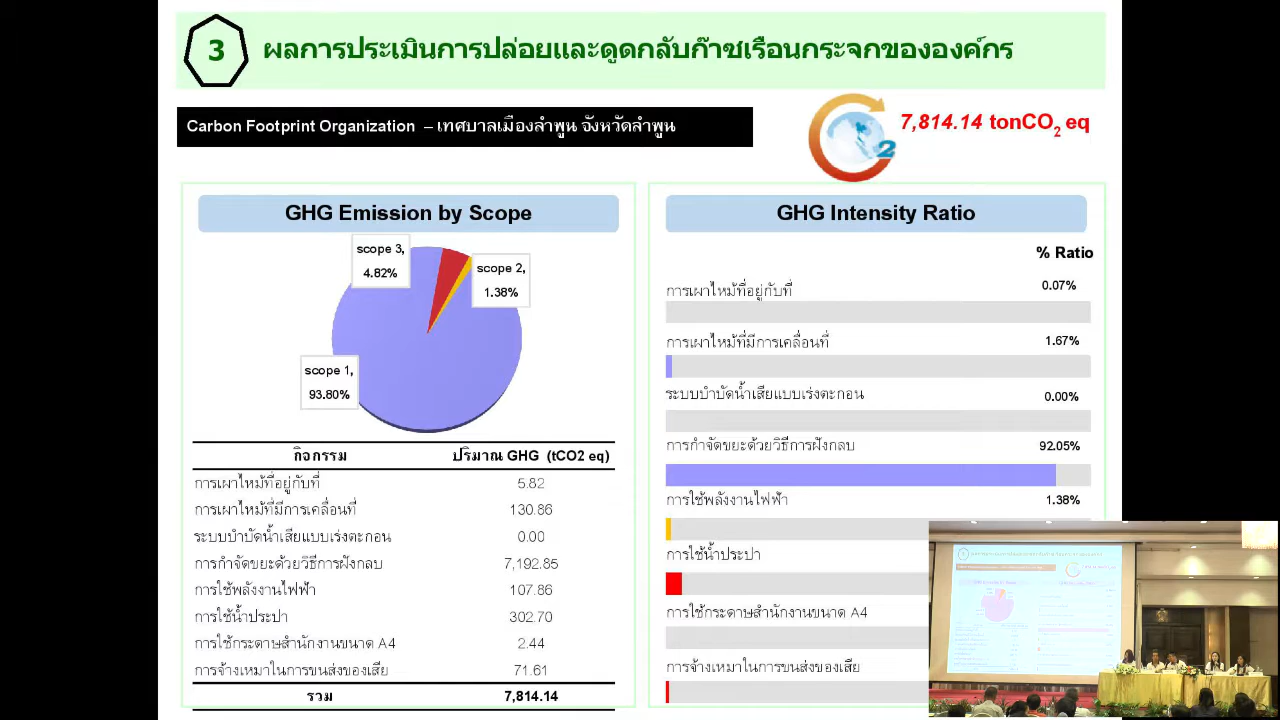 3
ผลการประเมินการปล่อยและดูดกลับก๊าซเรือนกระจกขององค์กร
Carbon Footprint Organization – เทศบาลเมืองลำพูน จังหวัดลำพูน
2
7,814.14 tonCO2 eq
GHG Emission by Scope
scope 3,
4.82%
scope 2,
1.38%
scope 1,
93.80%
กิจกรรม ปริมาณ GHG (tCO2 eq)
การเผาไหม้ที่อยู่กับที่ 5.82
การเผาไหม้ที่มีการเคลื่อนที่ 130.86
ระบบบำบัดน้ำเสียแบบเร่งตะกอน 0.00
การกำจัดขยะด้วยวิธีการฝังกลบ 7,192.85
การใช้พลังงานไฟฟ้า 107.86
การใช้น้ำประปา 302.70
การใช้กระดาษสำนักงานขนาด A4 2.44
การจ้างเหมาในการขนส่งของเสีย 71.61
รวม 7,814.14
GHG Intensity Ratio
% Ratio
การเผาไหม้ที่อยู่กับที่ 0.07%
การเผาไหม้ที่มีการเคลื่อนที่ 1.67%
ระบบบำบัดน้ำเสียแบบเร่งตะกอน 0.00%
การกำจัดขยะด้วยวิธีการฝังกลบ 92.05%
การใช้พลังงานไฟฟ้า 1.38%
การใช้น้ำประปา
การใช้กระดาษสำนักงานขนาด A4
การจ้างเหมาในการขนส่งของเสีย